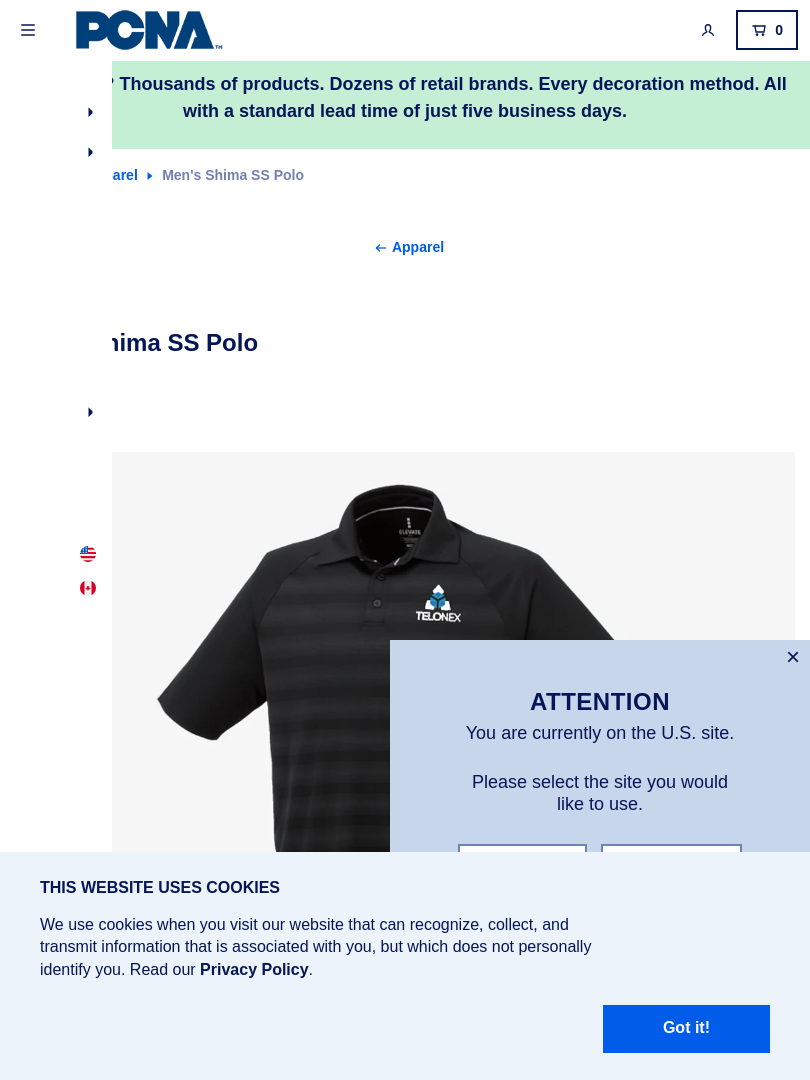 PCNA
TM
0
? Thousands of products. Dozens of retail brands. Every decoration method. All
with a standard lead time of just five business days.
arel
Men's Shima SS Polo
Apparel
hima SS Polo
ELEVATE
TELONEX
ATTENTION
You are currently on the U.S. site.
Please select the site you would
like to use.
THIS WEBSITE USES COOKIES
We use cookies when you visit our website that can recognize, collect, and
transmit information that is associated with you, but which does not personally
identify you. Read our Privacy Policy.
Got it!